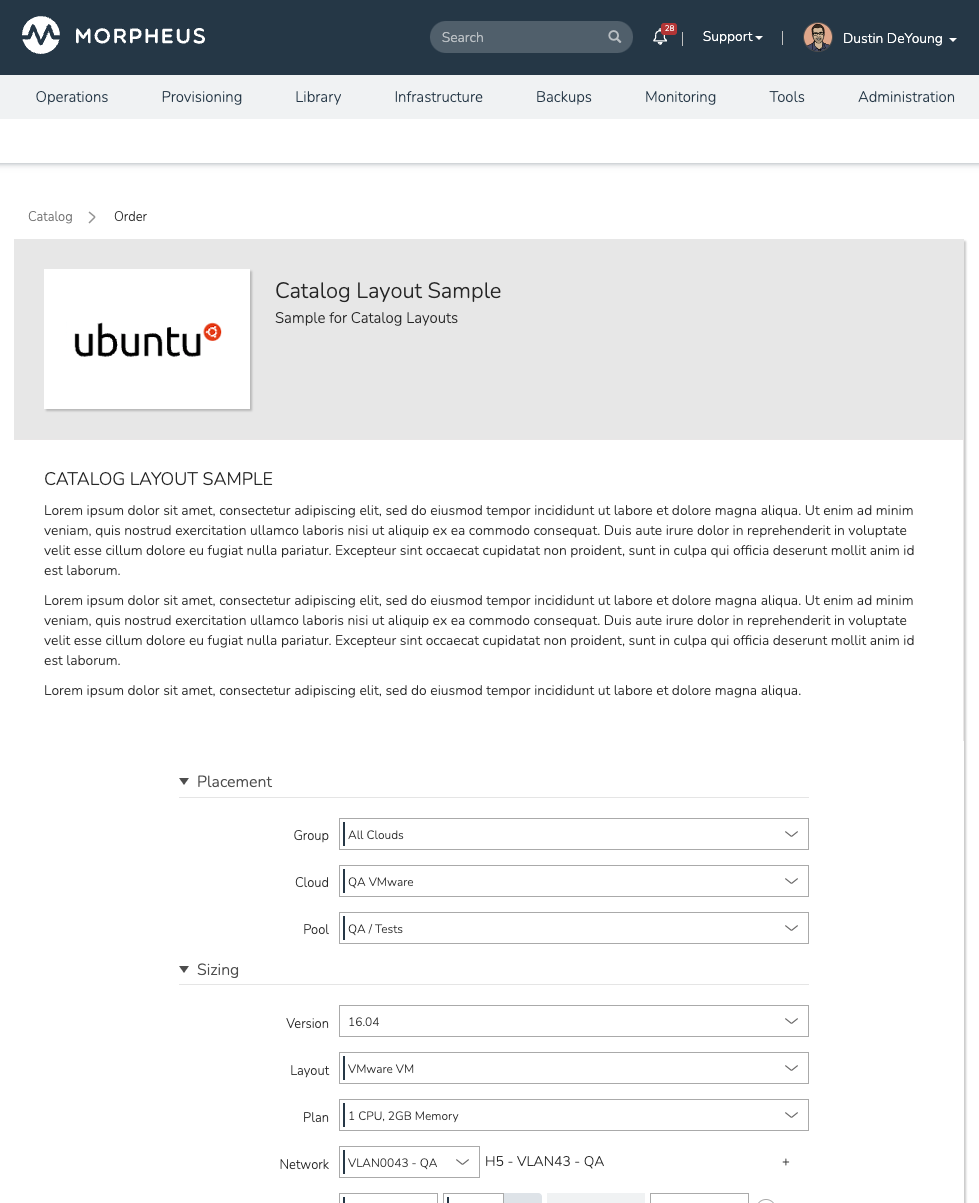 MORPHEUS
Search
28
Support
Dustin DeYoung
Operations Provisioning Library Infrastructure Backups Monitoring Tools Administration
Catalog Order
ubuntu
Catalog Layout Sample
Sample for Catalog Layouts
CATALOG LAYOUT SAMPLE
Lorem ipsum dolor sit amet, consectetur adipiscing elit, sed do eiusmod tempor incididunt ut labore et dolore magna aliqua. Ut enim ad minim
veniam, quis nostrud exercitation ullamco laboris nisi ut aliquip ex ea commodo consequat. Duis aute irure dolor in reprehenderit in voluptate
velit esse cillum dolore eu fugiat nulla pariatur. Excepteur sint occaecat cupidatat non proident, sunt in culpa qui officia deserunt mollit anim id
est laborum.
Lorem ipsum dolor sit amet, consectetur adipiscing elit, sed do eiusmod tempor incididunt ut labore et dolore magna aliqua. Ut enim ad minim
veniam, quis nostrud exercitation ullamco laboris nisi ut aliquip ex ea commodo consequat. Duis aute irure dolor in reprehenderit in voluptate
velit esse cillum dolore eu fugiat nulla pariatur. Excepteur sint occaecat cupidatat non proident, sunt in culpa qui officia deserunt mollit anim id
est laborum.
Lorem ipsum dolor sit amet, consectetur adipiscing elit, sed do eiusmod tempor incididunt ut labore et dolore magna aliqua.
Placement
Group All Clouds
Cloud QA VMware
Pool QA / Tests
Sizing
Version 16.04
Layout VMware VM
Plan 1 CPU, 2GB Memory
Network VLAN0043 - QA H5 - VLAN43 - QA +